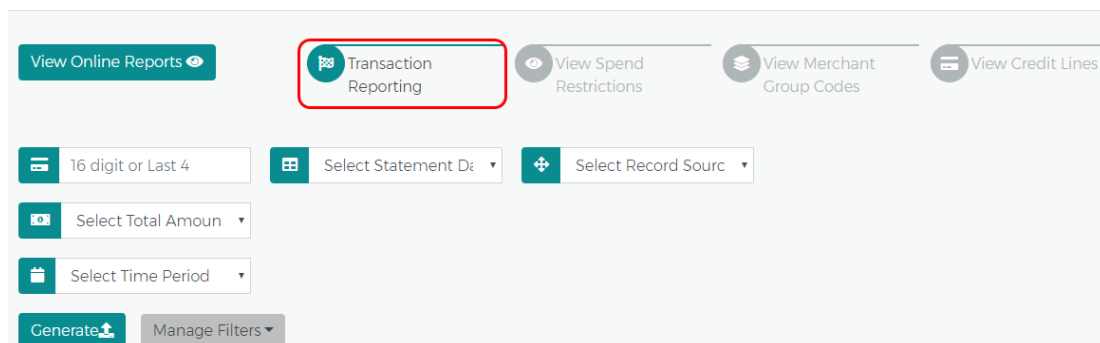 View Online Reports
Transaction
Reporting
View Spend
Restrictions
View Merchant
Group Codes
View Credit Lines
16 digit or Last 4
Select Statement Da
Select Record Sourc
Select Total Amoun
Select Time Period
Generate
Manage Filters